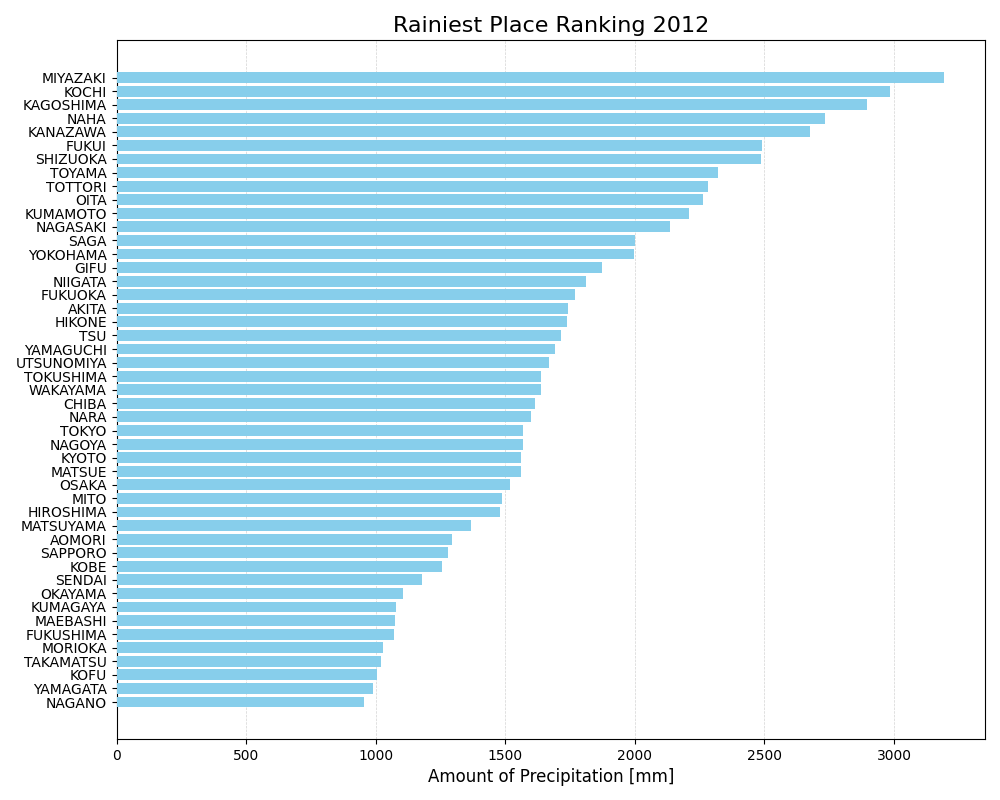 Rainiest Place Ranking 2012
MIYAZAKI
KOCHI
KAGOSHIMA
NAHA
KANAZAWA
FUKUI
SHIZUOKA
TOYAMA
TOTTORI
OITA
KUMAMOTO
NAGASAKI
SAGA
YOKOHAMA
GIFU
NIIGATA
FUKUOKA
AKITA
HIKONE
TSU
YAMAGUCHI
UTSUNOMIYA
TOKUSHIMA
WAKAYAMA
CHIBA
NARA
TOKYO
NAGOYA
KYOTO
MATSUE
OSAKA
MITO
HIROSHIMA
MATSUYAMA
AOMORI
SAPPORO
KOBE
SENDAI
OKAYAMA
KUMAGAYA
MAEBASHI
FUKUSHIMA
MORIOKA
TAKAMATSU
KOFU
YAMAGATA
NAGANO
0 500 1000 1500 2000 2500 3000
Amount of Precipitation [mm]